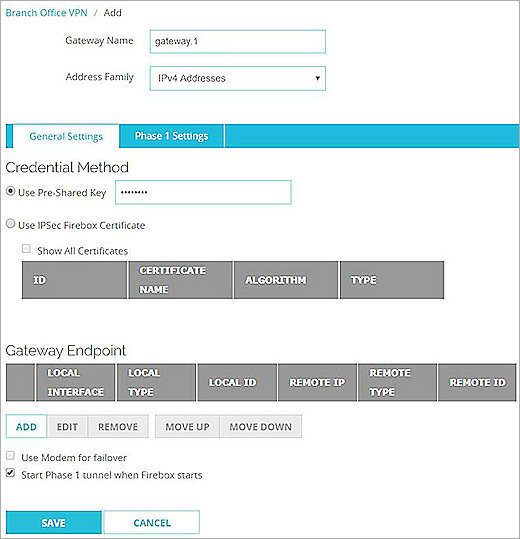 Branch Office VPN / Add
Gateway Name gateway.1
Address Family IPv4 Addresses
General Settings Phase 1 Settings
Credential Method
Use Pre-Shared Key ••••••••
Use IPSec Firebox Certificate
Show All Certificates
ID CERTIFICATE NAME ALGORITHM TYPE
Gateway Endpoint
LOCAL INTERFACE LOCAL TYPE LOCAL ID REMOTE IP REMOTE TYPE REMOTE ID
ADD EDIT REMOVE MOVE UP MOVE DOWN
Use Modem for failover
Start Phase 1 tunnel when Firebox starts
SAVE CANCEL